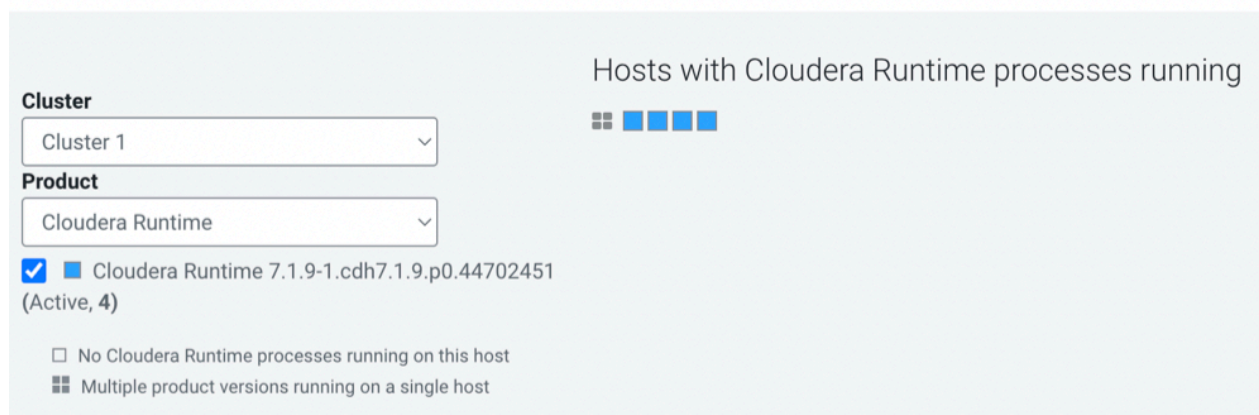 Hosts with Cloudera Runtime processes running
Cluster
Cluster 1
Product
Cloudera Runtime
Cloudera Runtime 7.1.9-1.cdh7.1.9.p0.44702451
(Active, 4)
No Cloudera Runtime processes running on this host
Multiple product versions running on a single host